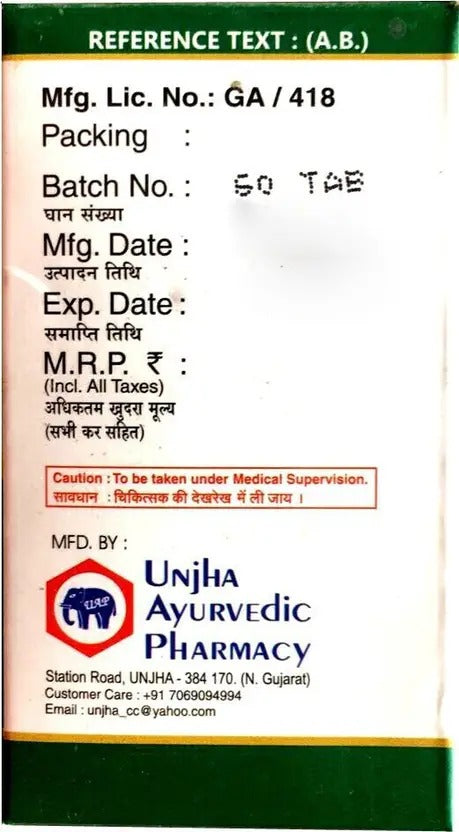 REFERENCE TEXT : (A.B.)
Mfg. Lic. No.: GA / 418
Packing :
Batch No. : 50 TAB
घान संख्या
Mfg. Date :
उत्पादन तिथि
Exp. Date :
समाप्ति तिथि
M.R.P. ₹ :
(Incl. All Taxes)
अधिकतम खुदरा मूल्य
(सभी कर सहित)
Caution : To be taken under Medical Supervision.
सावधान : चिकित्सक की देखरेख में ली जाय ।
MFD. BY :
UAP
Unjha
Ayurvedic
Pharmacy
Station Road, UNJHA - 384 170. (N. Gujarat)
Customer Care : +91 7069094994
Email : unjha_cc@yahoo.com